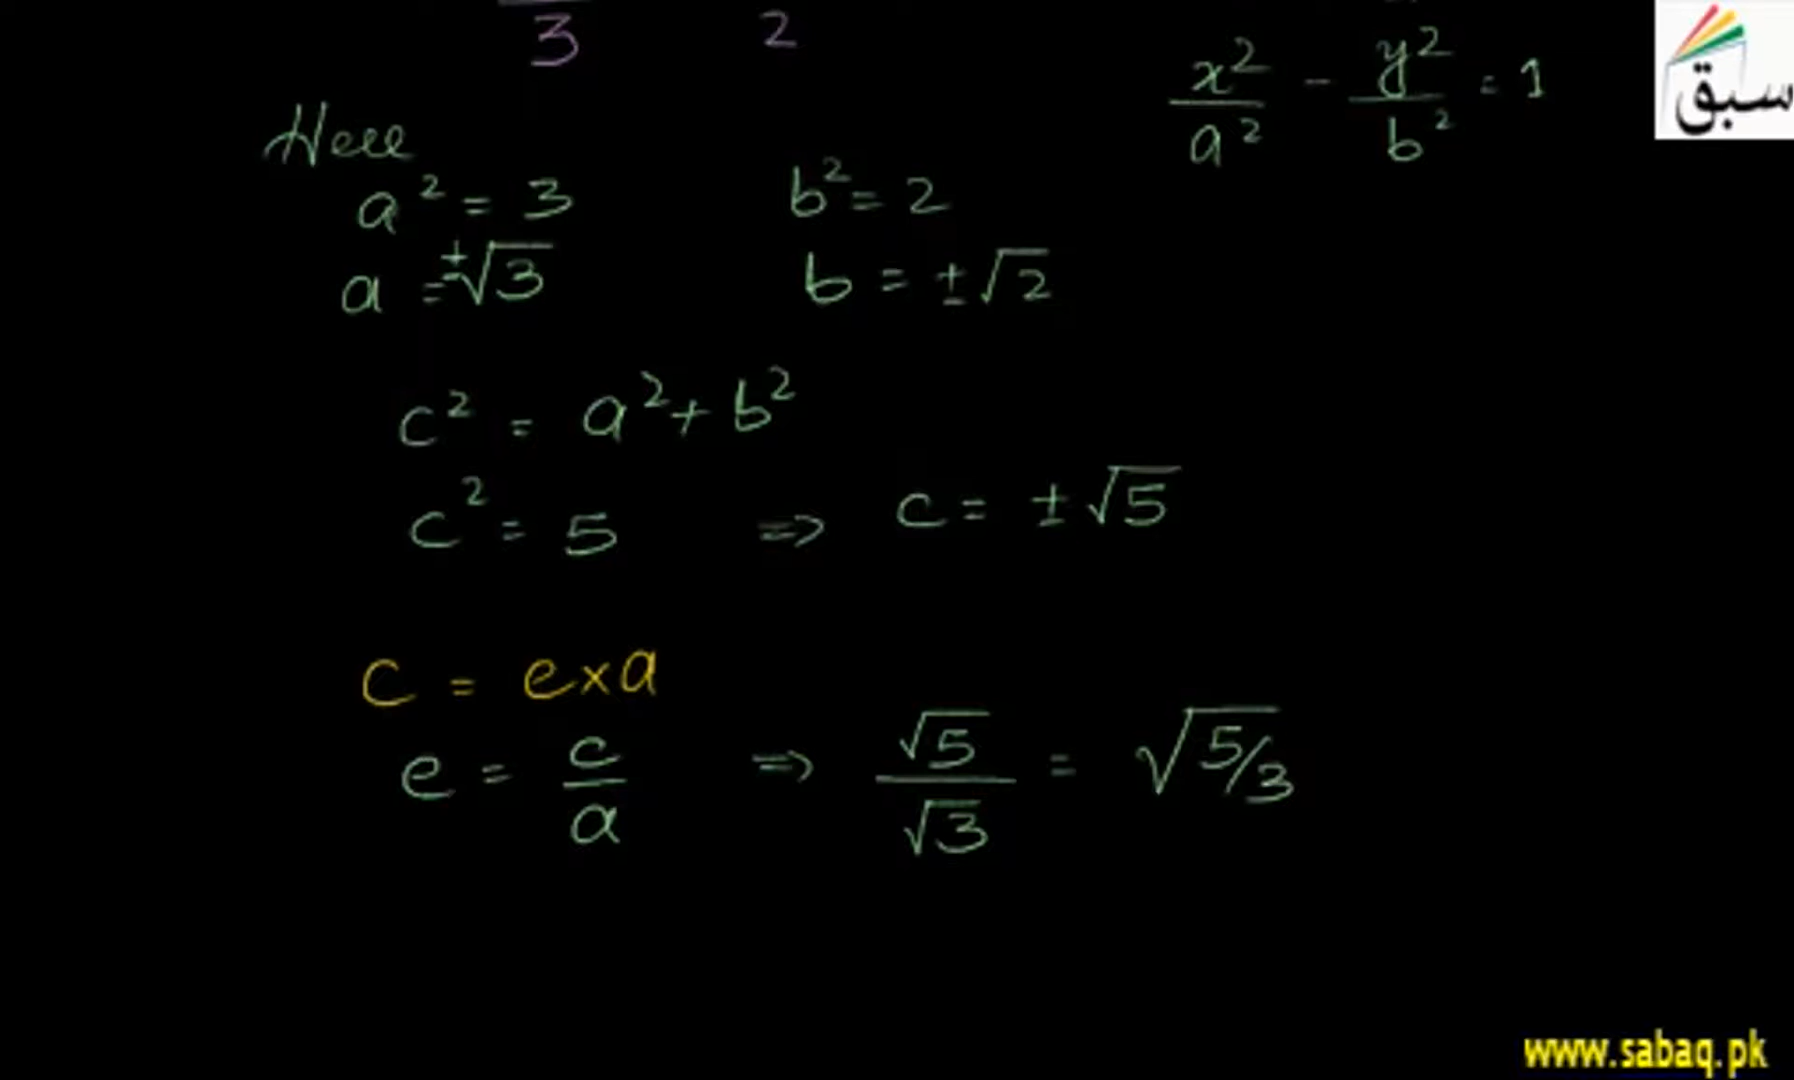 3 2
x²/a² - y²/b² = 1
سبق
Here
a² = 3 b² = 2
a = ±√3 b = ±√2
c² = a² + b²
c² = 5 ⇒ c = ±√5
c = e×a
e = c/a ⇒ √5/√3 = √5/3
www.sabaq.pk